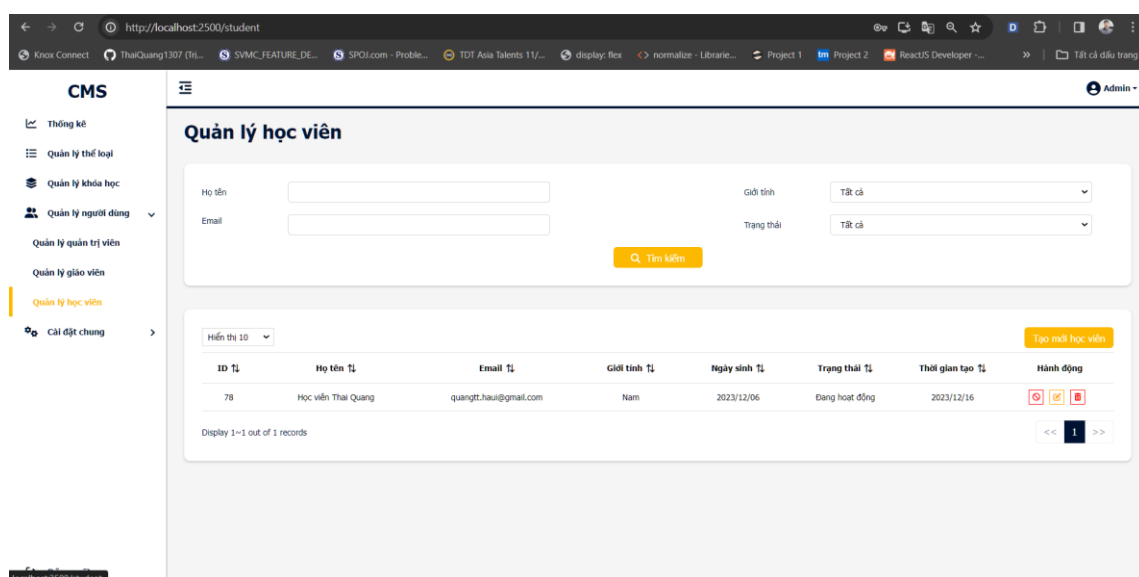 http://localhost:2500/student
Knox Connect ThaiQuang1307 (Tri... SVMC_FEATURE_DE... SPOJ.com - Proble... TDT Asia Talents 11/... display: flex normalize - Librarie... Project 1 tm Project 2 ReactJS Developer -... » Tất cả dấu trang
CMS
Admin
Thống kê
Quản lý thể loại
Quản lý khóa học
Quản lý người dùng
Quản lý quản trị viên
Quản lý giáo viên
Quản lý học viên
Cài đặt chung
Quản lý học viên
Họ tên
Giới tính Tất cả
Email
Trạng thái Tất cả
Tìm kiếm
Hiển thị 10
Tạo mới học viên
ID Họ tên Email Giới tính Ngày sinh Trạng thái Thời gian tạo Hành động
78 Học viên Thai Quang quangtt.haui@gmail.com Nam 2023/12/06 Đang hoạt động 2023/12/16
Display 1~1 out of 1 records
<< 1 >>